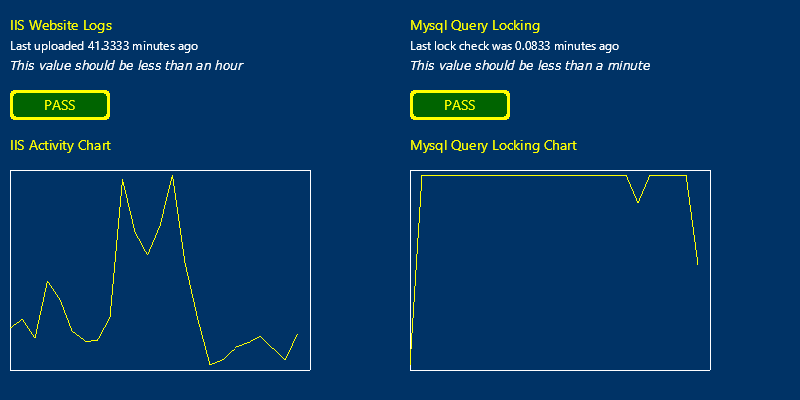 IIS Website Logs
Last uploaded 41.3333 minutes ago
This value should be less than an hour
PASS
IIS Activity Chart
Mysql Query Locking
Last lock check was 0.0833 minutes ago
This value should be less than a minute
PASS
Mysql Query Locking Chart